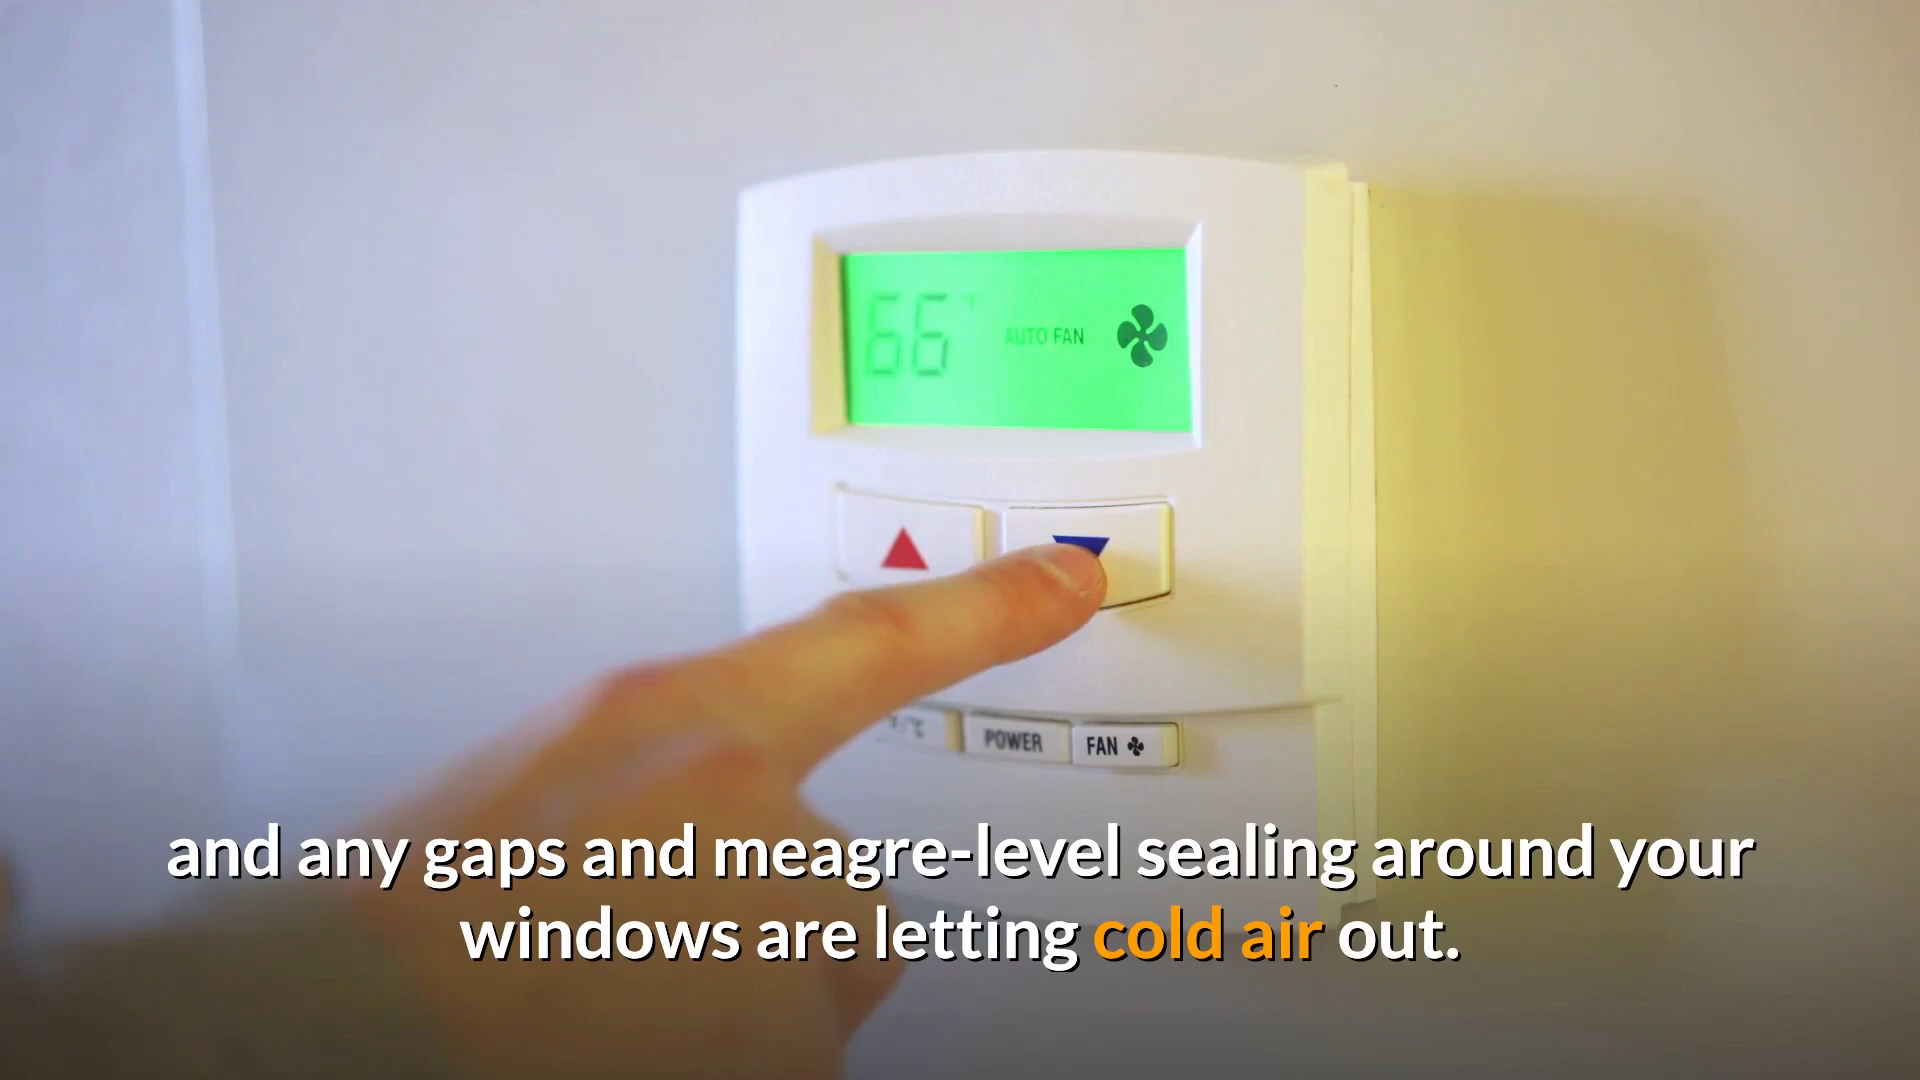 66°F AUTO FAN
°F/°C POWER FAN
and any gaps and meagre-level sealing around your
windows are letting cold air out.